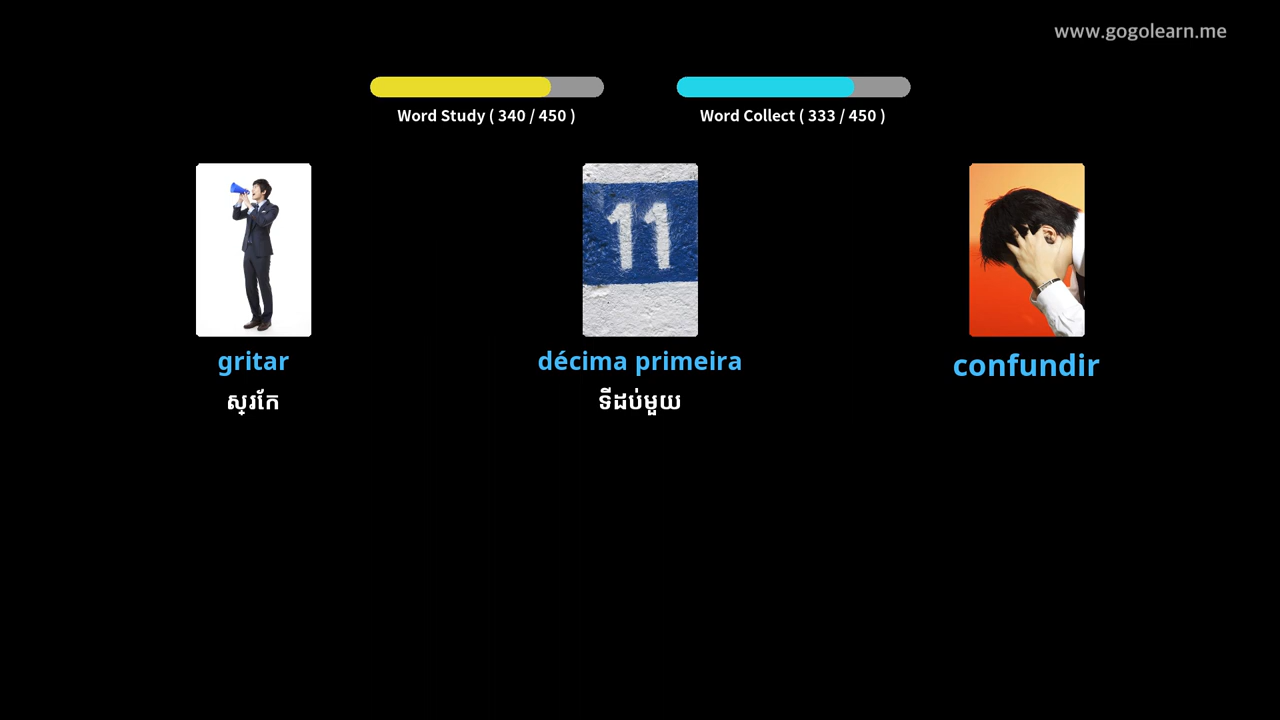 www.gogolearn.me
Word Study ( 340 / 450 )
Word Collect ( 333 / 450 )
11
gritar
décima primeira
confundir
ស្រែក
ទីដប់មួយ